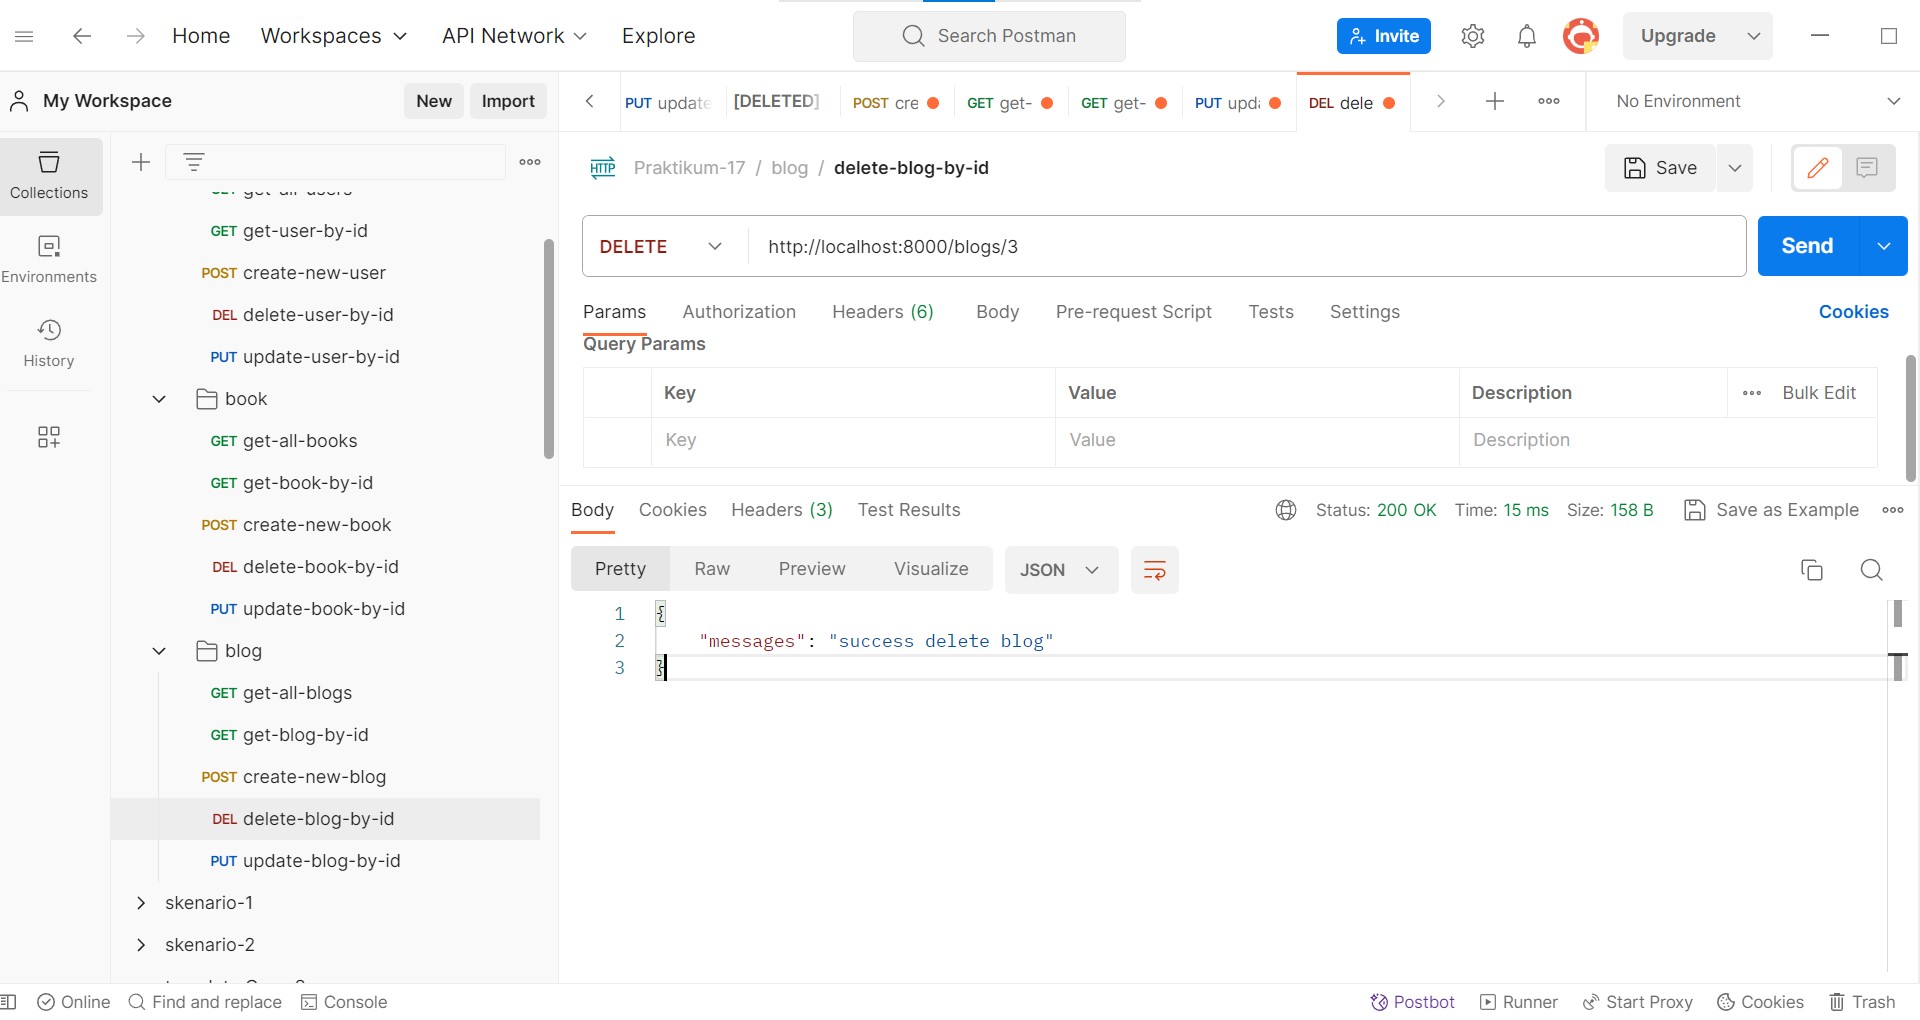 Home Workspaces API Network Explore Search Postman Invite Upgrade
My Workspace New Import
PUT update [DELETED] POST cre GET get- GET get- PUT upda DEL dele No Environment
Collections
Environments
History
GET get-user-by-id
POST create-new-user
DEL delete-user-by-id
PUT update-user-by-id
book
GET get-all-books
GET get-book-by-id
POST create-new-book
DEL delete-book-by-id
PUT update-book-by-id
blog
GET get-all-blogs
GET get-blog-by-id
POST create-new-blog
DEL delete-blog-by-id
PUT update-blog-by-id
skenario-1
skenario-2
HTTP Praktikum-17 / blog / delete-blog-by-id Save
DELETE http://localhost:8000/blogs/3 Send
Params Authorization Headers (6) Body Pre-request Script Tests Settings Cookies
Query Params
Key Value Description Bulk Edit
Key Value Description
Body Cookies Headers (3) Test Results Status: 200 OK Time: 15 ms Size: 158 B Save as Example
Pretty Raw Preview Visualize JSON
1 {
2 "messages": "success delete blog"
3 }
Online Find and replace Console Postbot Runner Start Proxy Cookies Trash